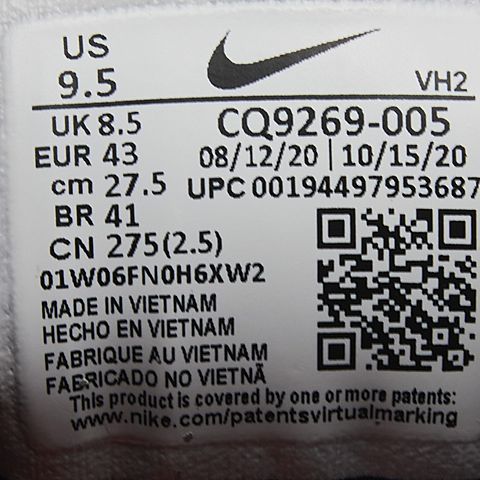 US
9.5
VH2
UK 8.5
CQ9269-005
EUR 43
08/12/20 | 10/15/20
cm 27.5
UPC 00194497953687
BR 41
CN 275(2.5)
01W06FN0H6XW2
MADE IN VIETNAM
HECHO EN VIETNAM
FABRIQUE AU VIETNAM
FABRICADO NO VIETNÃ
This product is covered by one or more patents:
www.nike.com/patentsvirtualmarking